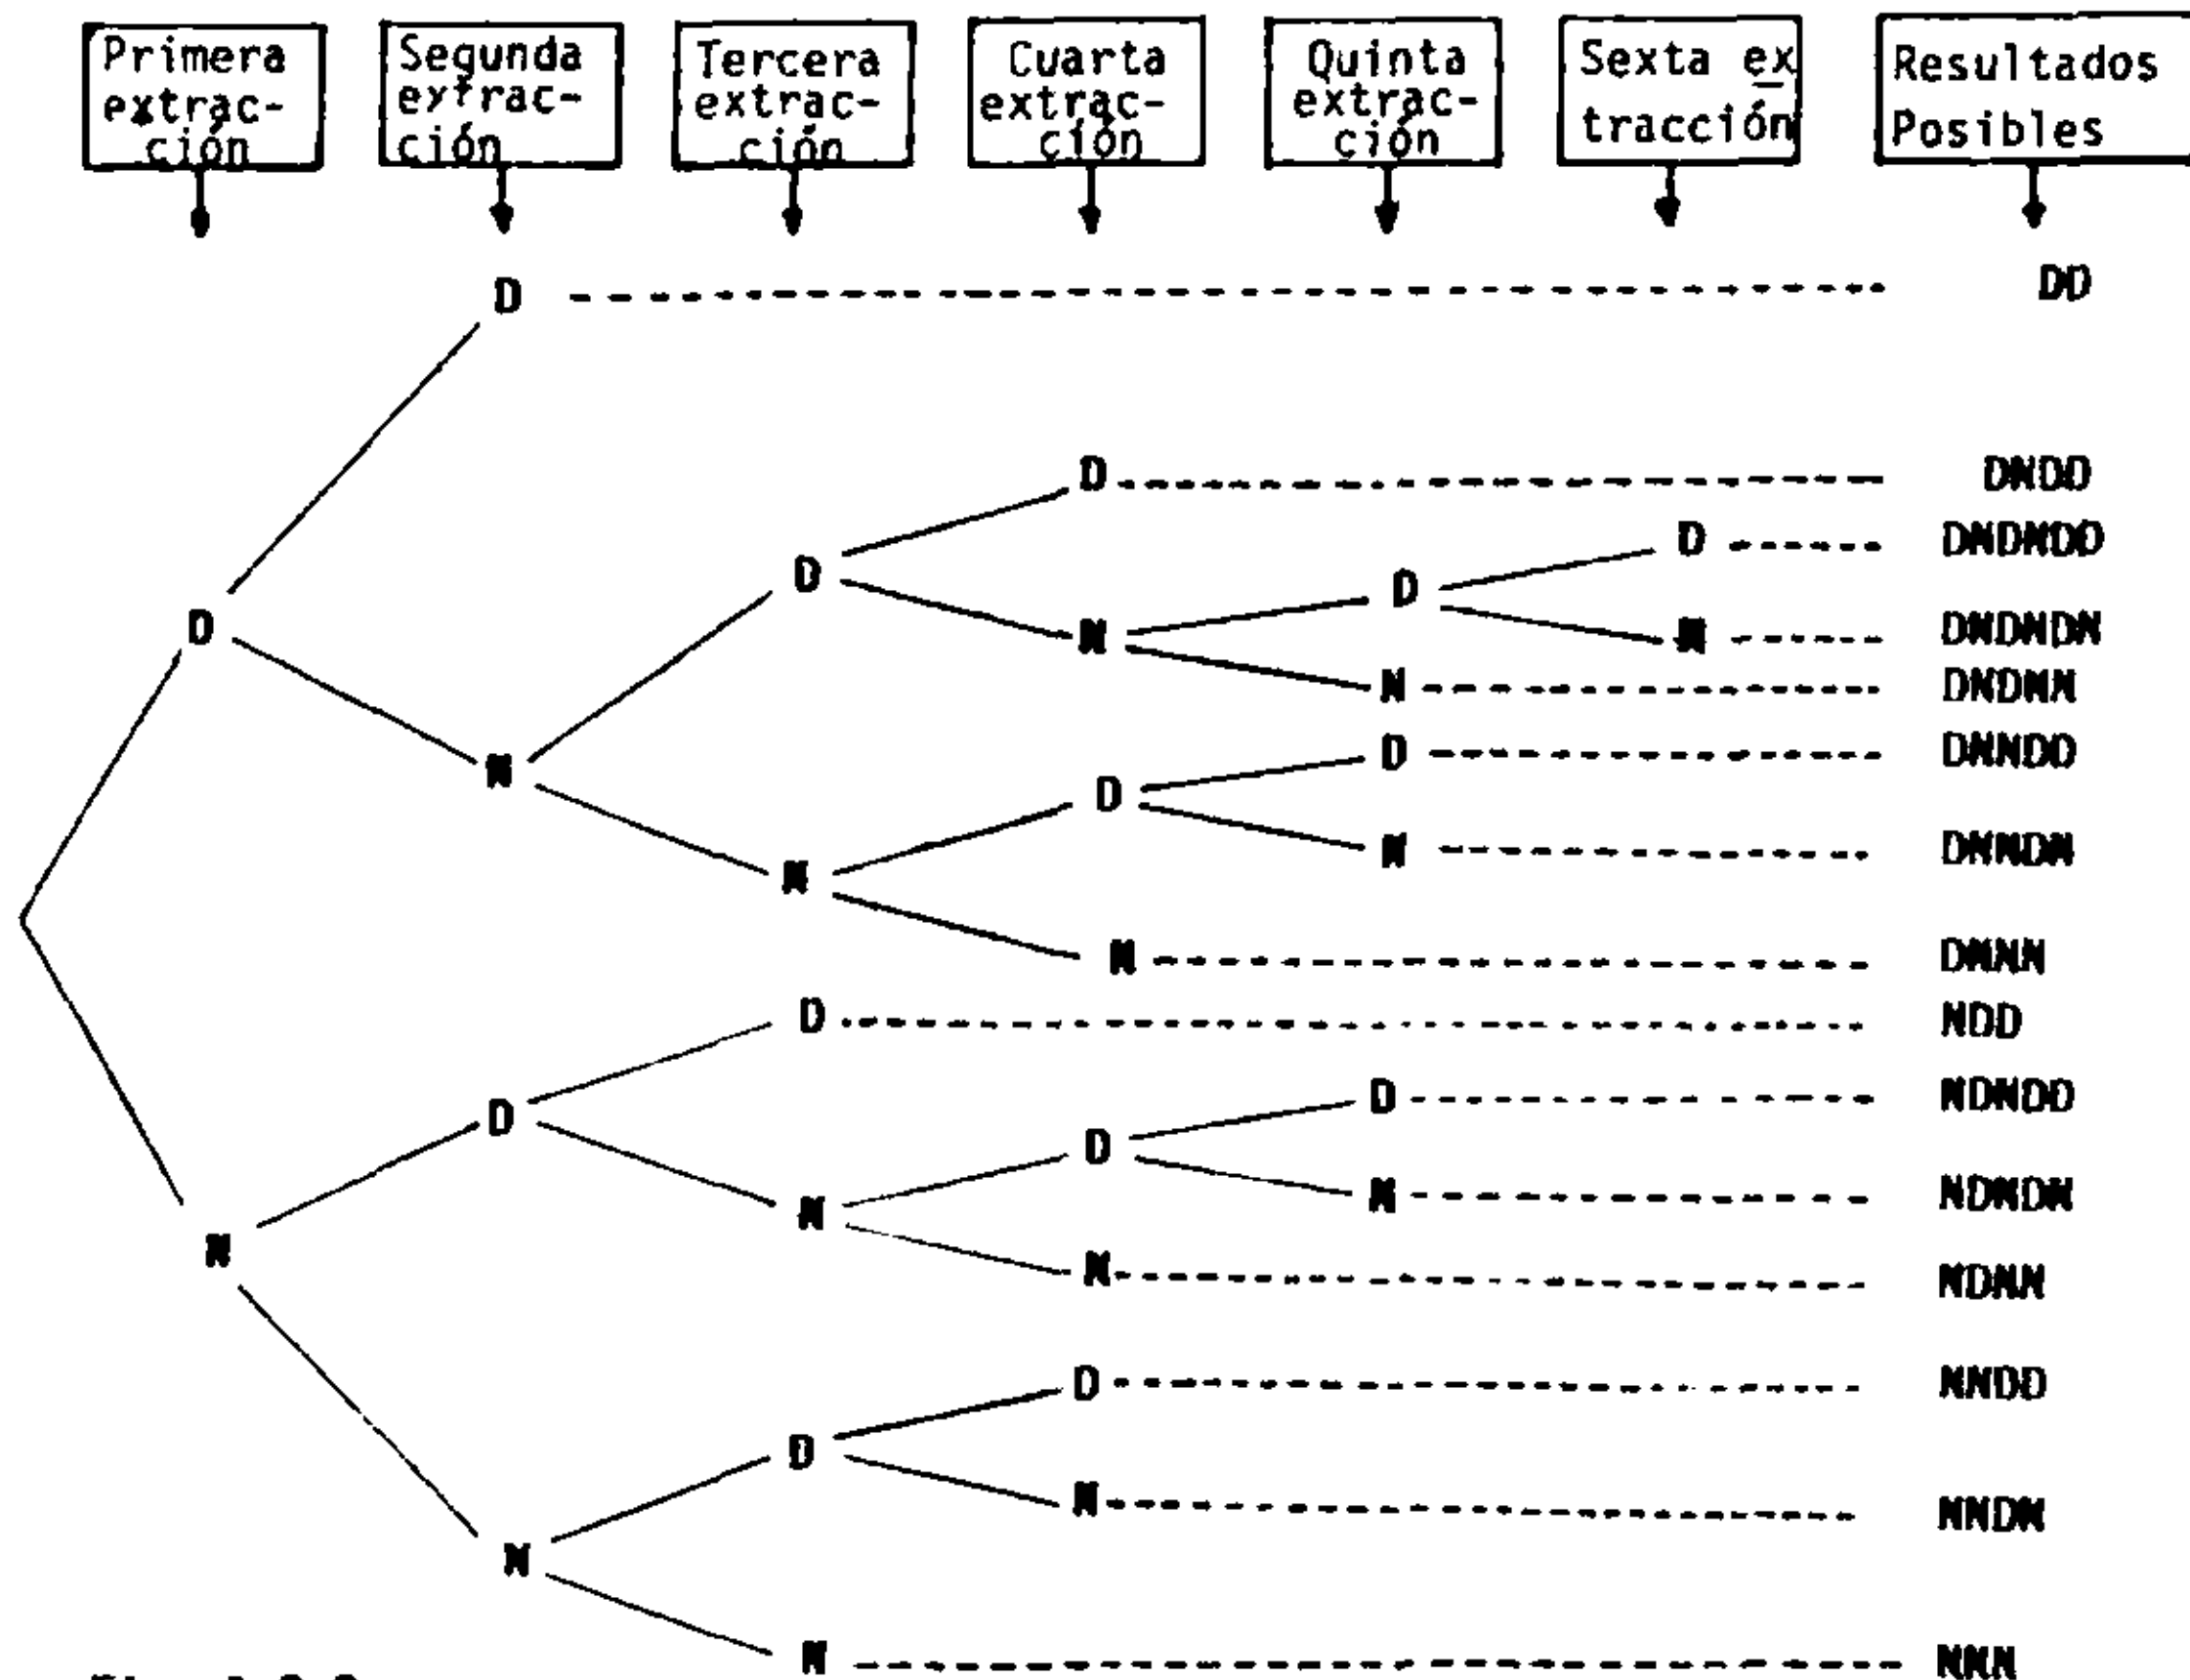 Primera
extrac-
ción
Segunda
extrac-
ción
Tercera
extrac-
ción
Cuarta
extrac-
ción
Quinta
extrac-
ción
Sexta ex
tracción
Resultados
Posibles
D DD
D DNDD
D DNDNDD
D
D
D
N
N DNDNDN
N DNDNN
D DNNDD
N
D
N DNNDN
N
N DNNN
D NDD
D NDNDD
D
D
N NDNDN
N
N
N NDNN
D NNDD
D
N NNDN
N
N NNN